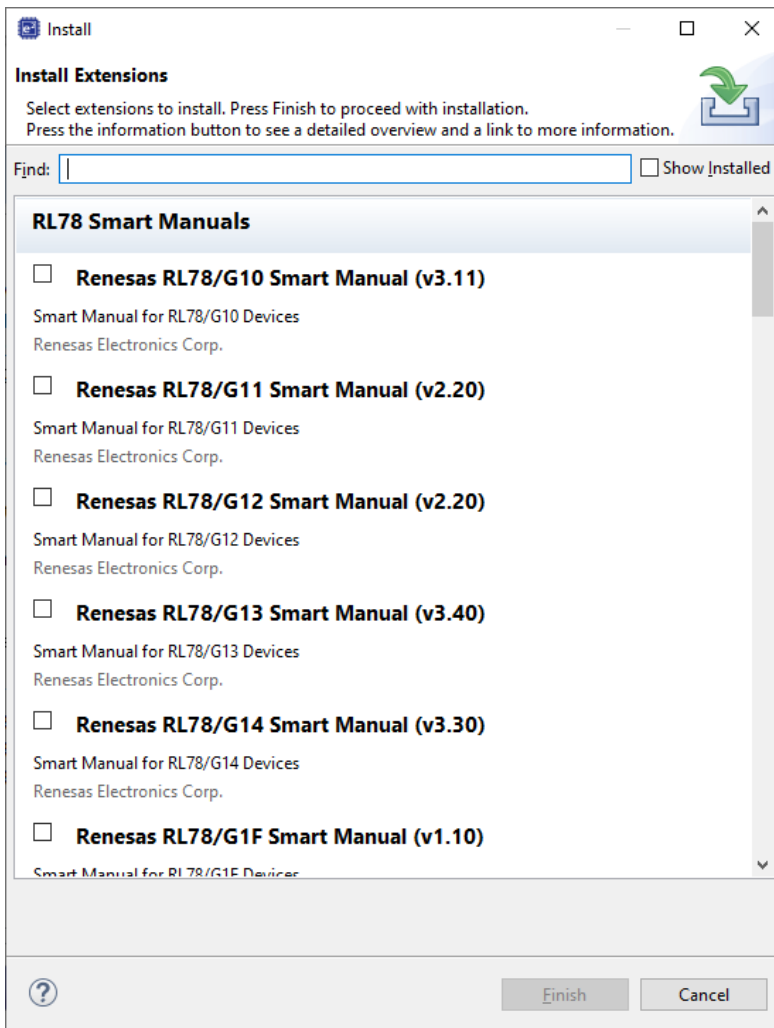 Install
Install Extensions
Select extensions to install. Press Finish to proceed with installation.
Press the information button to see a detailed overview and a link to more information.
Find:
Show Installed
RL78 Smart Manuals
Renesas RL78/G10 Smart Manual (v3.11)
Smart Manual for RL78/G10 Devices
Renesas Electronics Corp.
Renesas RL78/G11 Smart Manual (v2.20)
Smart Manual for RL78/G11 Devices
Renesas Electronics Corp.
Renesas RL78/G12 Smart Manual (v2.20)
Smart Manual for RL78/G12 Devices
Renesas Electronics Corp.
Renesas RL78/G13 Smart Manual (v3.40)
Smart Manual for RL78/G13 Devices
Renesas Electronics Corp.
Renesas RL78/G14 Smart Manual (v3.30)
Smart Manual for RL78/G14 Devices
Renesas Electronics Corp.
Renesas RL78/G1F Smart Manual (v1.10)
Smart Manual for RL78/G1F Devices
Finish
Cancel